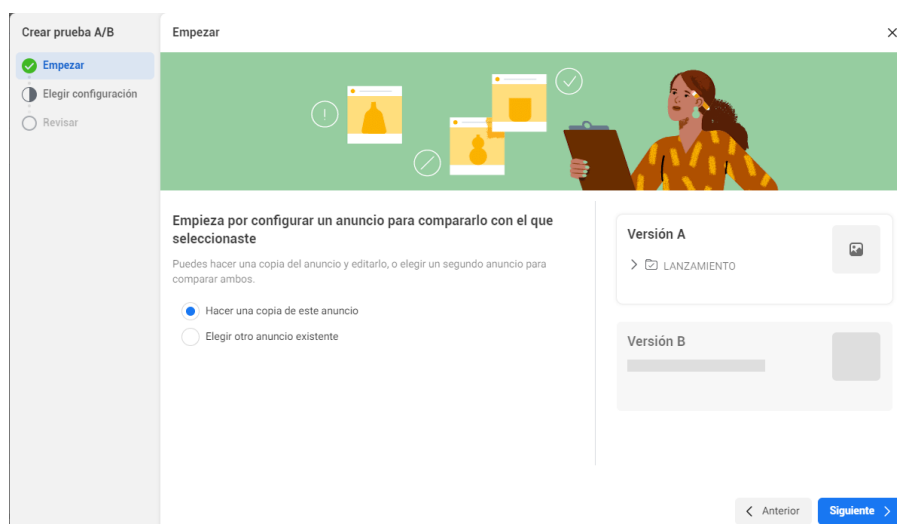 Crear prueba A/B
Empezar
Elegir configuración
Revisar
Empezar
Empieza por configurar un anuncio para compararlo con el que
seleccionaste
Puedes hacer una copia del anuncio y editarlo, o elegir un segundo anuncio para
comparar ambos.
Hacer una copia de este anuncio
Elegir otro anuncio existente
Versión A
LANZAMIENTO
Versión B
Anterior
Siguiente